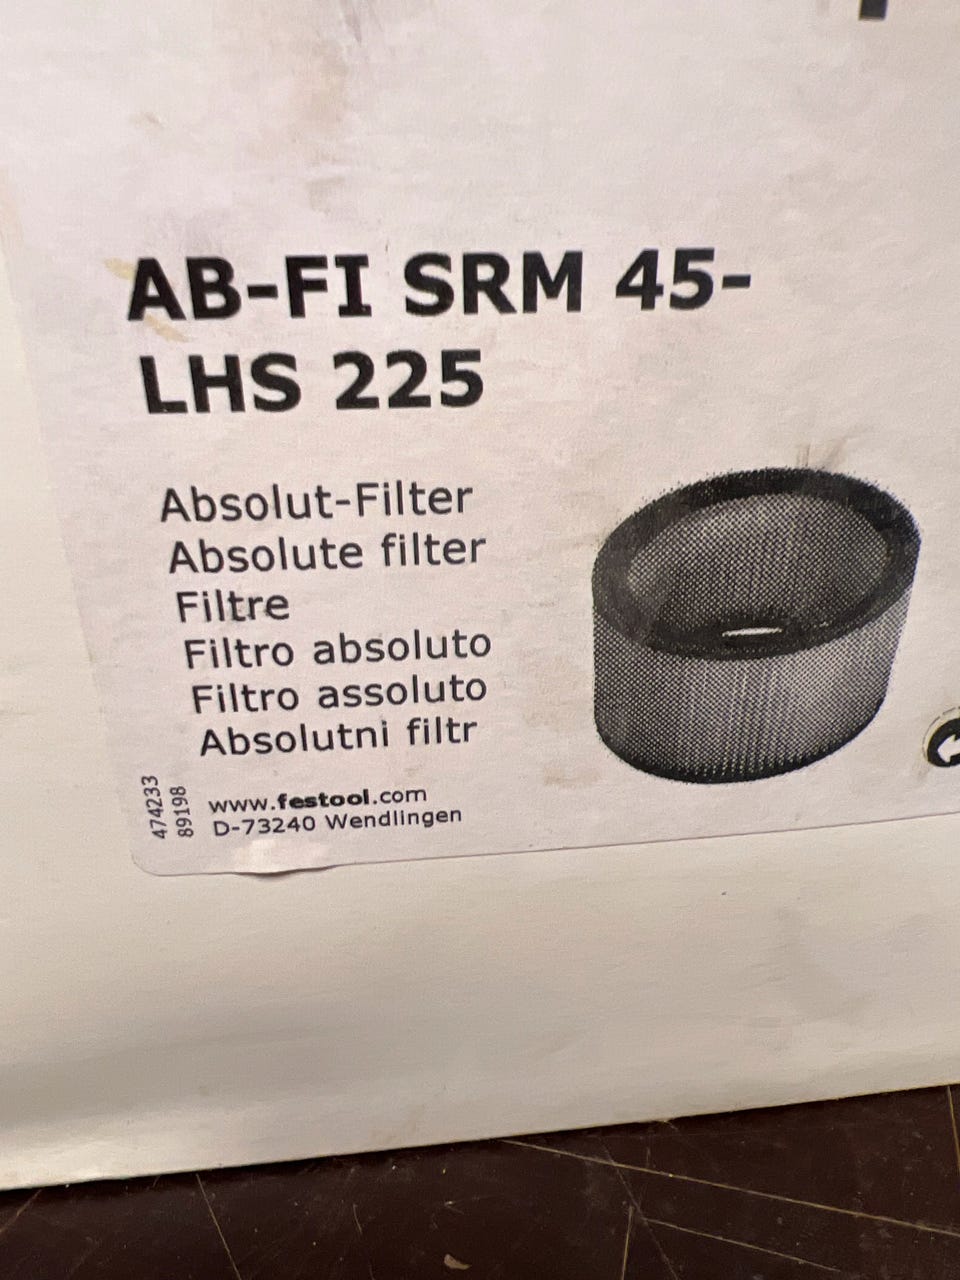 AB-FI SRM 45-
LHS 225
Absolut-Filter
Absolute filter
Filtre
Filtro absoluto
Filtro assoluto
Absolutni filtr
474233
89198
www.festool.com
D-73240 Wendlingen